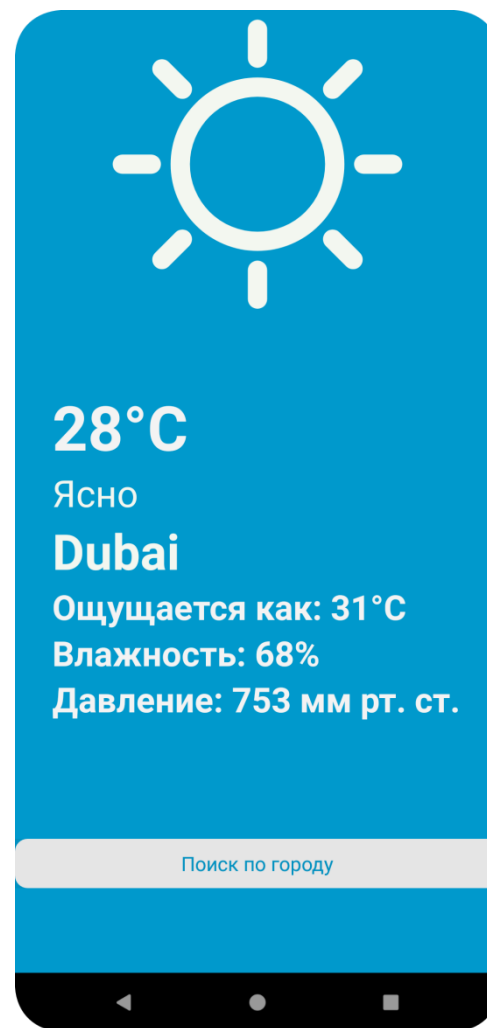 28°C
Ясно
Dubai
Ощущается как: 31°C
Влажность: 68%
Давление: 753 мм рт. ст.
Поиск по городу